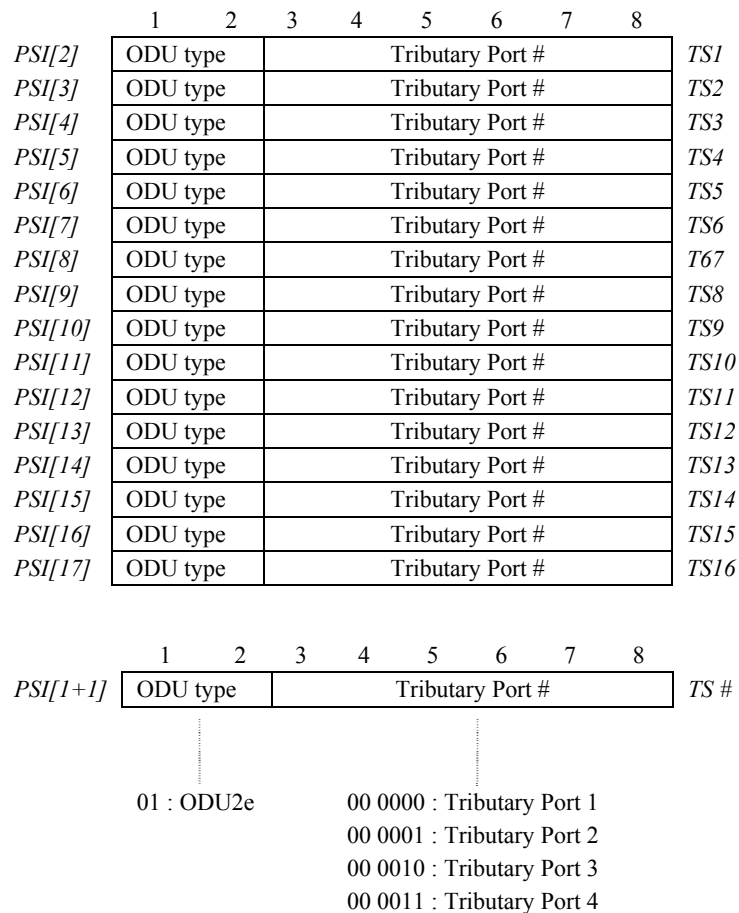 1 2 3 4 5 6 7 8
PSI[2] ODU type Tributary Port # TS1
PSI[3] ODU type Tributary Port # TS2
PSI[4] ODU type Tributary Port # TS3
PSI[5] ODU type Tributary Port # TS4
PSI[6] ODU type Tributary Port # TS5
PSI[7] ODU type Tributary Port # TS6
PSI[8] ODU type Tributary Port # T67
PSI[9] ODU type Tributary Port # TS8
PSI[10] ODU type Tributary Port # TS9
PSI[11] ODU type Tributary Port # TS10
PSI[12] ODU type Tributary Port # TS11
PSI[13] ODU type Tributary Port # TS12
PSI[14] ODU type Tributary Port # TS13
PSI[15] ODU type Tributary Port # TS14
PSI[16] ODU type Tributary Port # TS15
PSI[17] ODU type Tributary Port # TS16
1 2 3 4 5 6 7 8
PSI[1+1] ODU type Tributary Port # TS #
01 : ODU2e 00 0000 : Tributary Port 1
00 0001 : Tributary Port 2
00 0010 : Tributary Port 3
00 0011 : Tributary Port 4